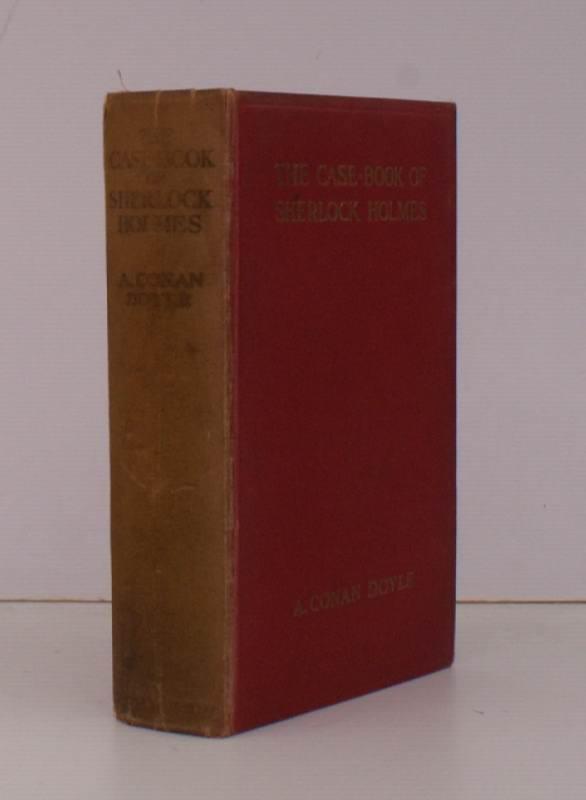 THE
CASE-BOOK
OF
SHERLOCK
HOLMES
A. CONAN
DOYLE
THE CASE-BOOK OF
SHERLOCK HOLMES
A. CONAN DOYLE